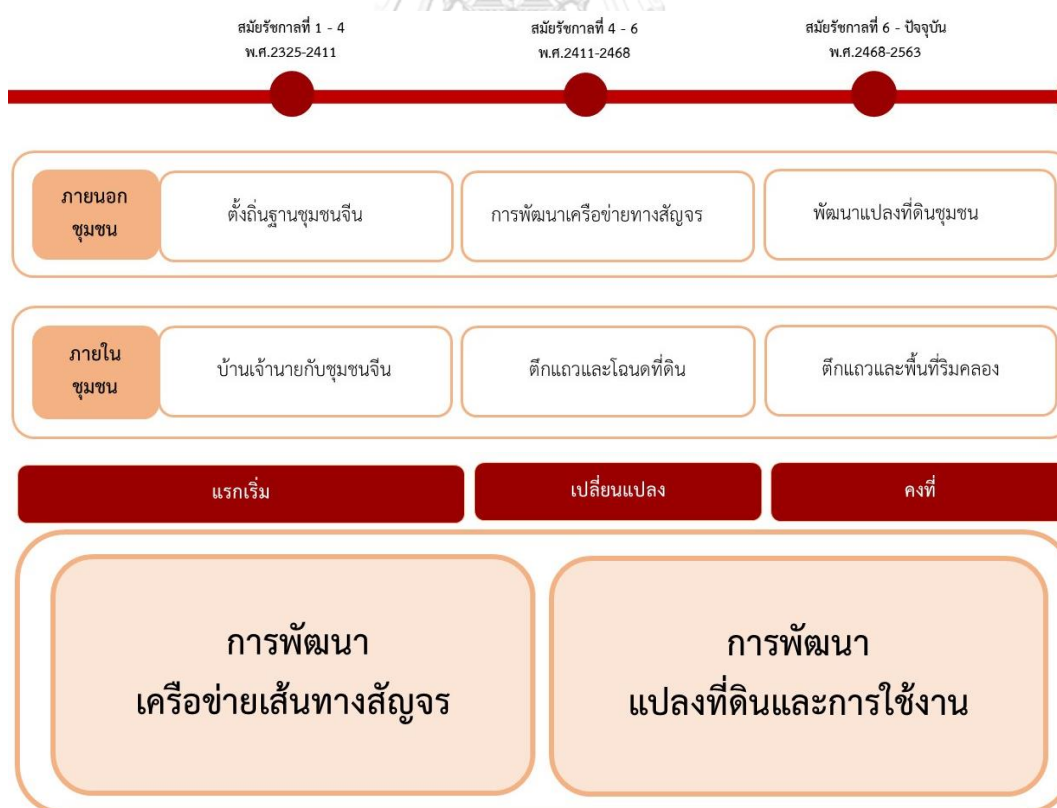 สมัยรัชกาลที่ 1 - 4
พ.ศ.2325-2411
สมัยรัชกาลที่ 4 - 6
พ.ศ.2411-2468
สมัยรัชกาลที่ 6 - ปัจจุบัน
พ.ศ.2468-2563
ภายนอก
ชุมชน
ตั้งถิ่นฐานชุมชนจีน
การพัฒนาเครือข่ายทางสัญจร
พัฒนาแปลงที่ดินชุมชน
ภายใน
ชุมชน
บ้านเจ้านายกับชุมชนจีน
ตึกแถวและโฉนดที่ดิน
ตึกแถวและพื้นที่ริมคลอง
แรกเริ่ม
เปลี่ยนแปลง
คงที่
การพัฒนา
เครือข่ายเส้นทางสัญจร
การพัฒนา
แปลงที่ดินและการใช้งาน